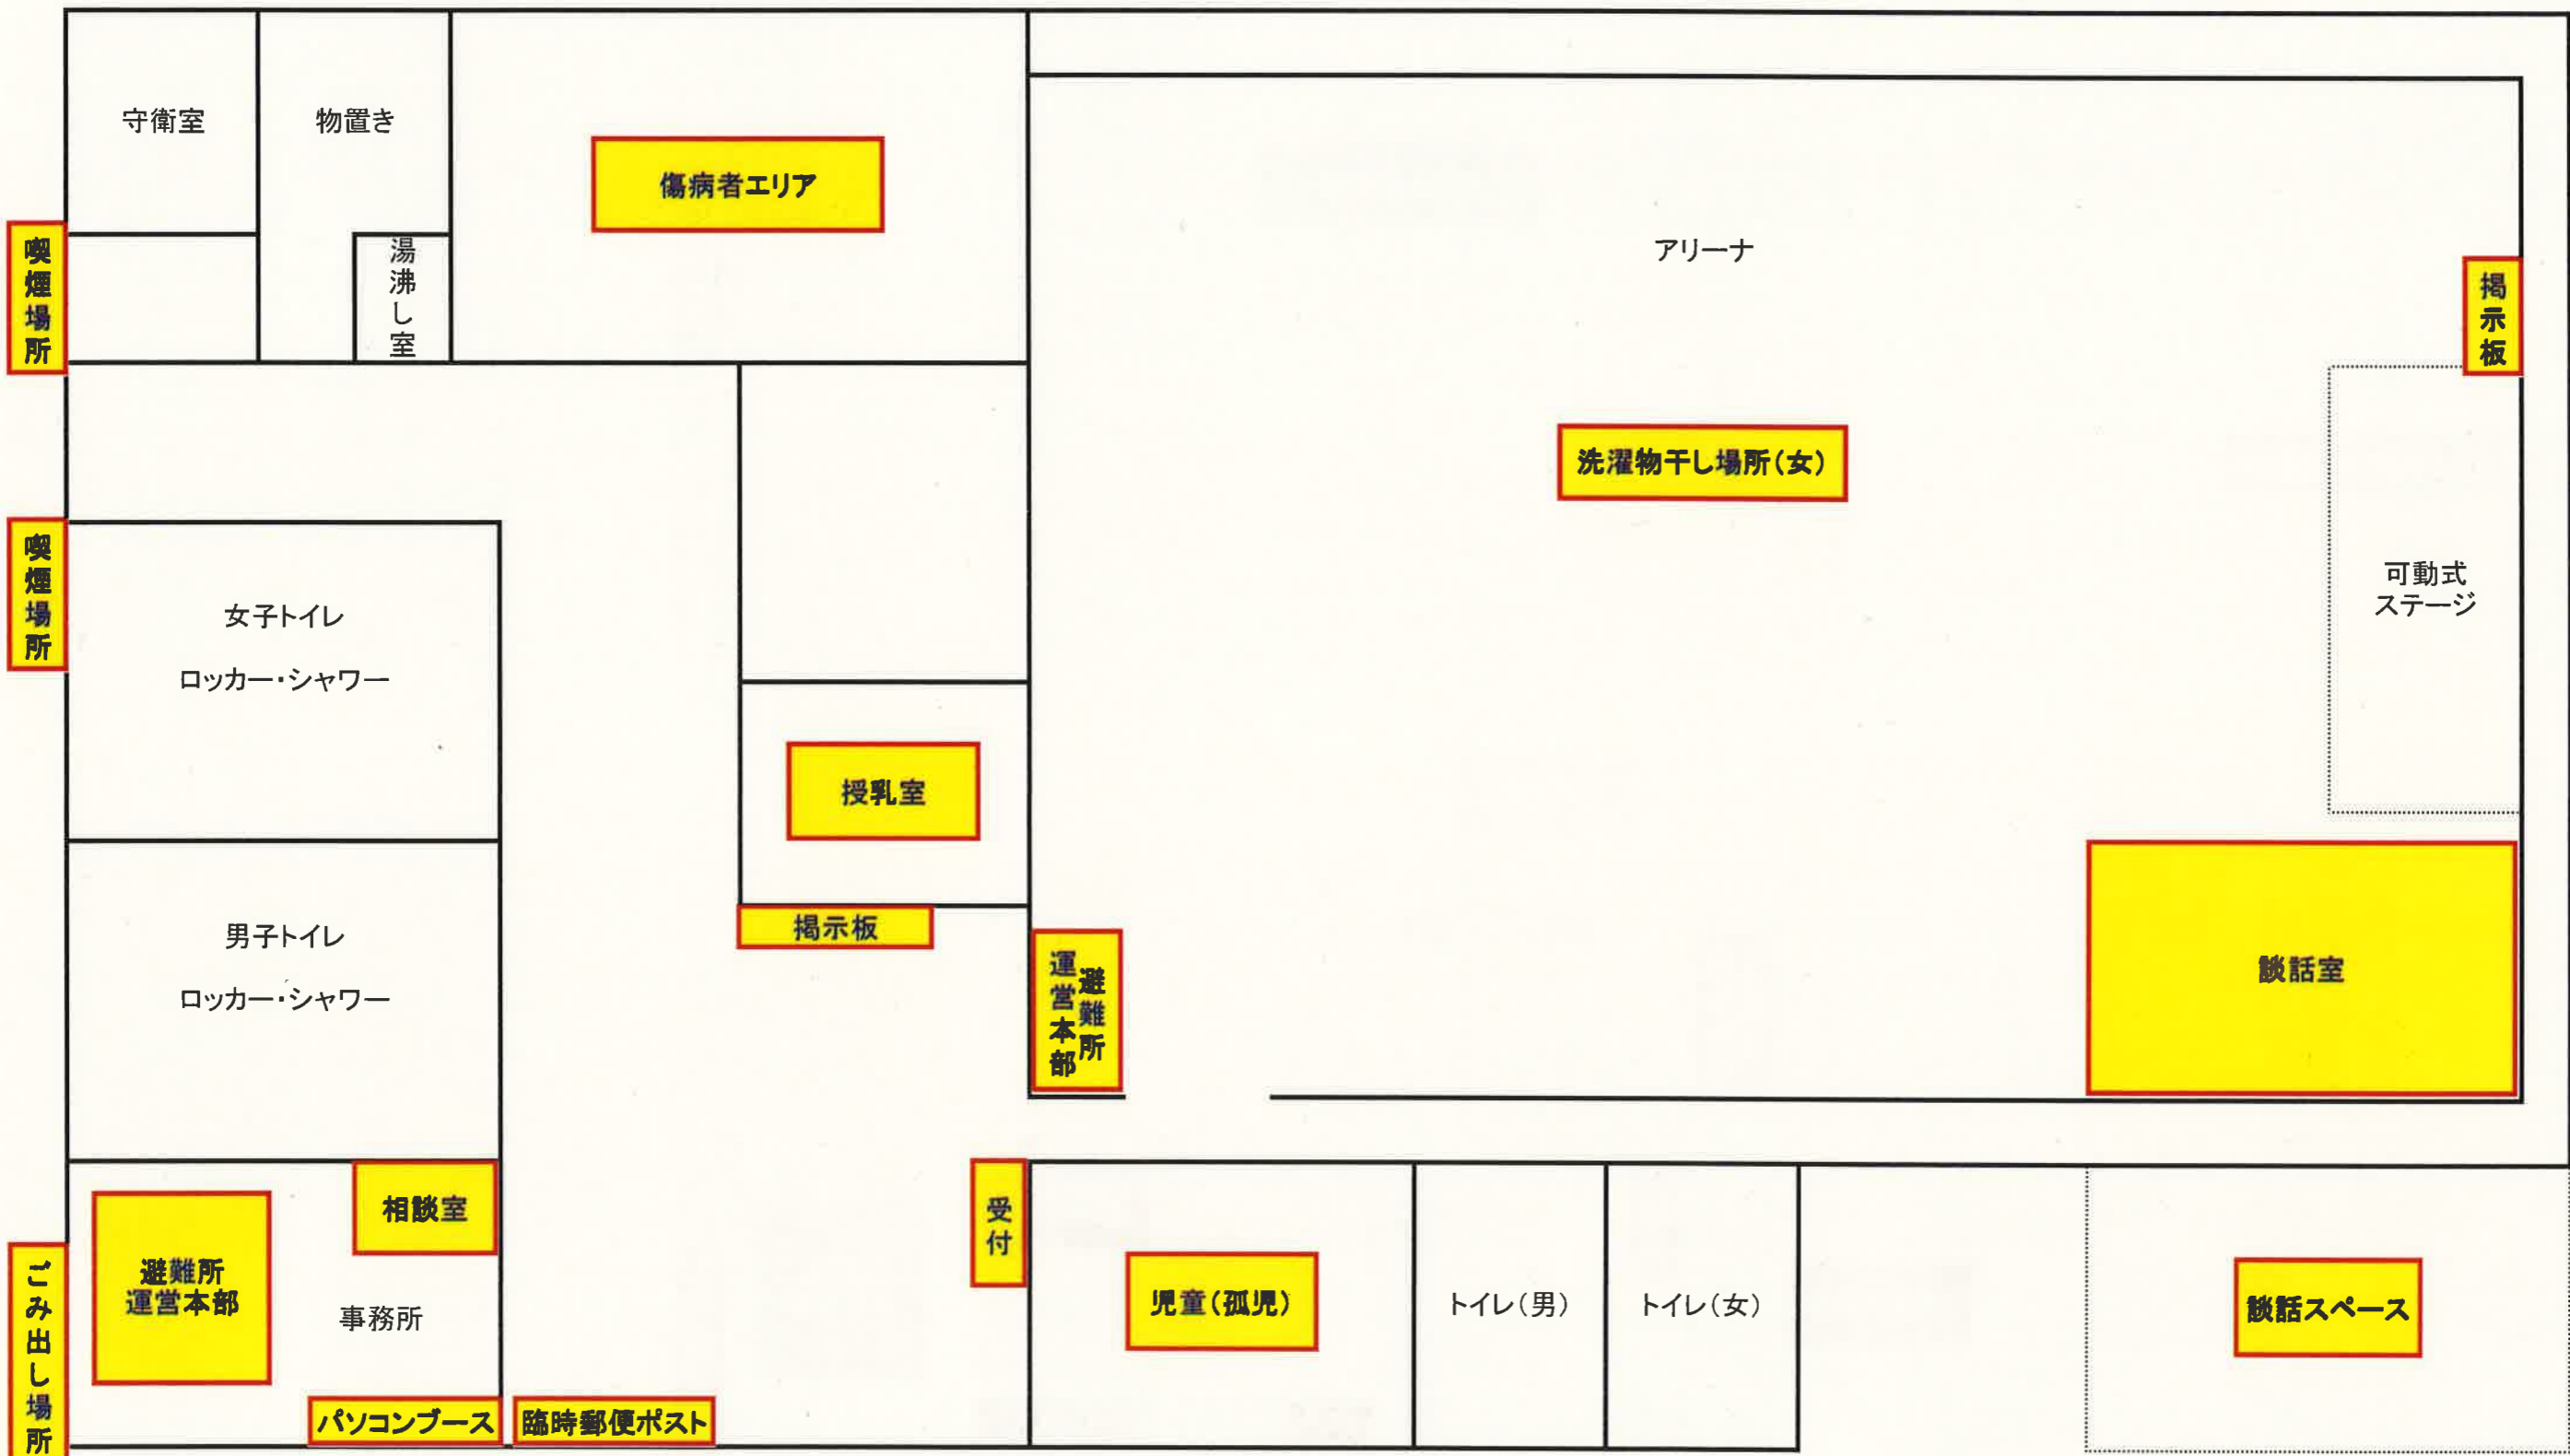 守衛室
物置き
傷病者エリア
アリーナ
喫煙場所
湯沸し室
掲示板
洗濯物干し場所(女)
喫煙場所
女子トイレ
ロッカー・シャワー
可動式
ステージ
授乳室
掲示板
男子トイレ
ロッカー・シャワー
避難所
運営本部
談話室
相談室
受付
避難所
運営本部
事務所
児童(孤児)
トイレ(男)
トイレ(女)
談話スペース
ごみ出し場所
パソコンブース
臨時郵便ポスト